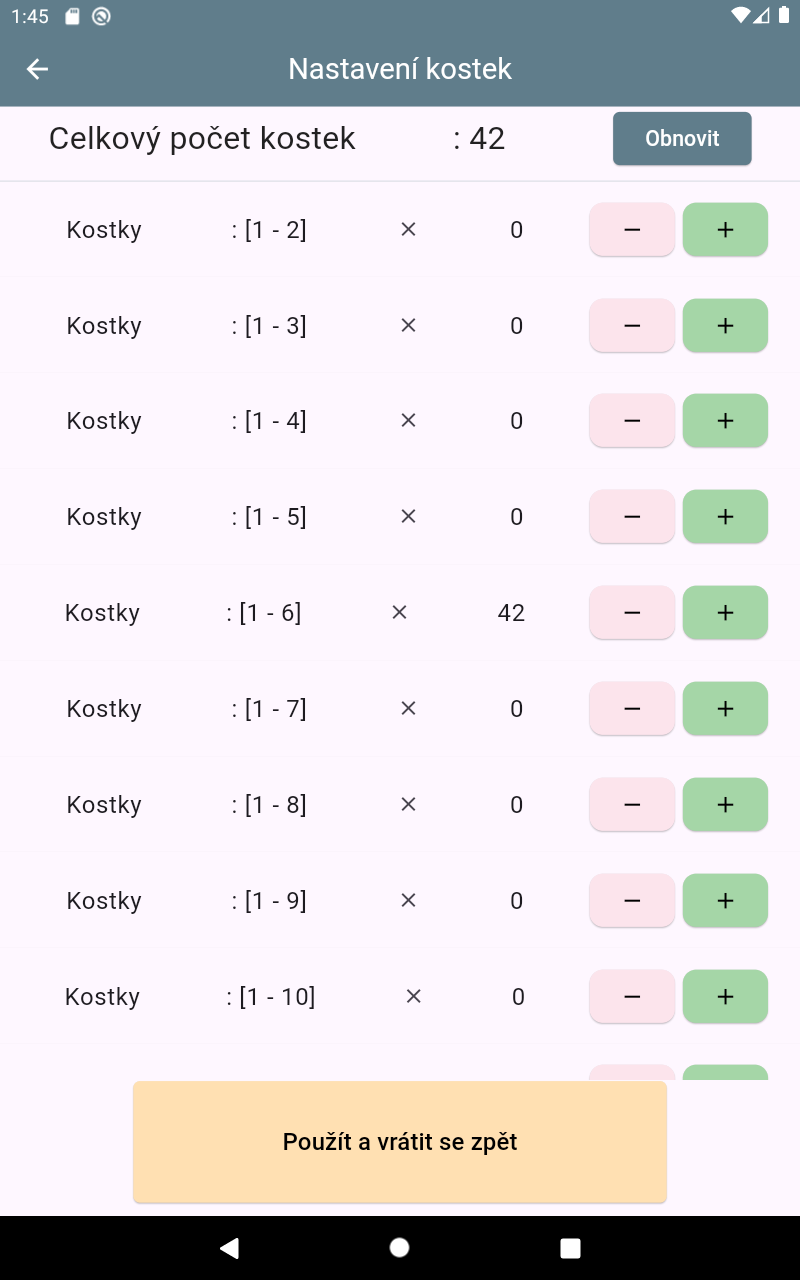 1:45
Nastavení kostek
Celkový počet kostek : 42 Obnovit
Kostky : [1 - 2] × 0 − +
Kostky : [1 - 3] × 0 − +
Kostky : [1 - 4] × 0 − +
Kostky : [1 - 5] × 0 − +
Kostky : [1 - 6] × 42 − +
Kostky : [1 - 7] × 0 − +
Kostky : [1 - 8] × 0 − +
Kostky : [1 - 9] × 0 − +
Kostky : [1 - 10] × 0 − +
Použít a vrátit se zpět